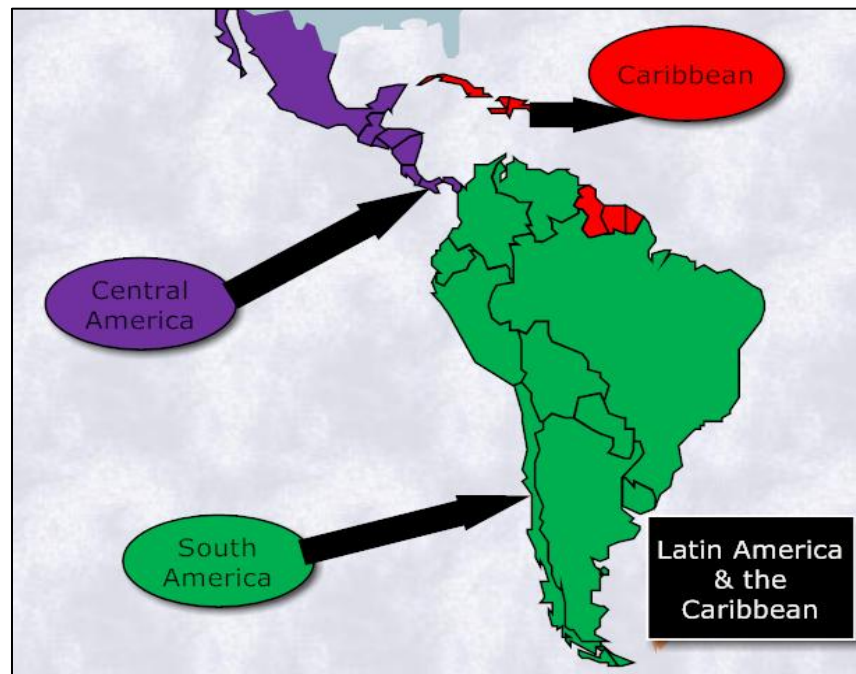 Caribbean
Central
America
South
America
Latin America
& the
Caribbean